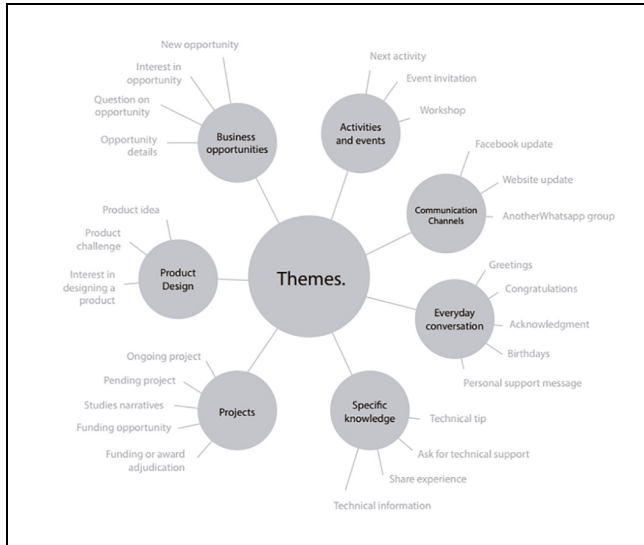 New opportunity
Interest in
opportunity
Question on
opportunity
Opportunity
details
Business
opportunities
Next activity
Event invitation
Workshop
Activities
and events
Facebook update
Website update
AnotherWhatsapp group
Communication
Channels
Product idea
Product
challenge
Interest in
designing a
product
Product
Design
Themes.
Greetings
Congratulations
Acknowledgment
Birthdays
Personal support message
Everyday
conversation
Ongoing project
Pending project
Studies narratives
Funding opportunity
Funding or award
adjudication
Projects
Specific
knowledge
Technical tip
Ask for technical support
Share experience
Technical information